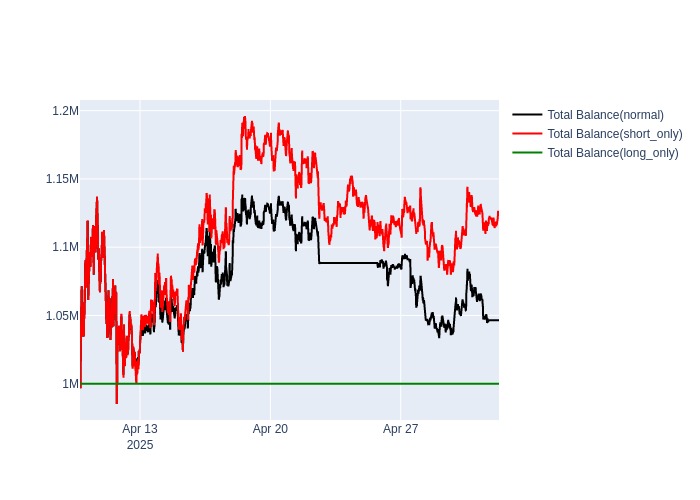 1.2M
1.15M
1.1M
1.05M
1M
Apr 13
2025
Apr 20
Apr 27
Total Balance(normal)
Total Balance(short_only)
Total Balance(long_only)